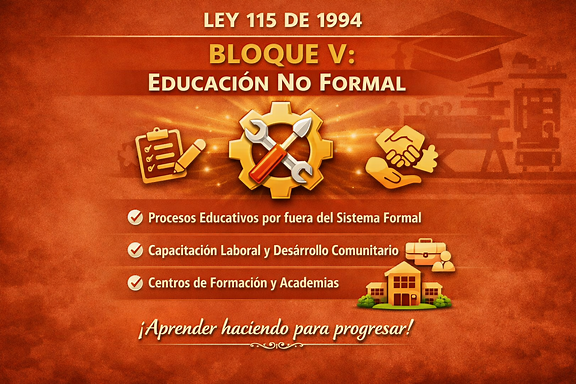 LEY 115 DE 1994
BLOQUE V:
EDUCACIÓN NO FORMAL
Procesos Educativos por fuera del Sistema Formal
Capacitación Laboral y Desárrollo Comunitario
Centros de Formación y Academias
¡Aprender haciendo para progresar!